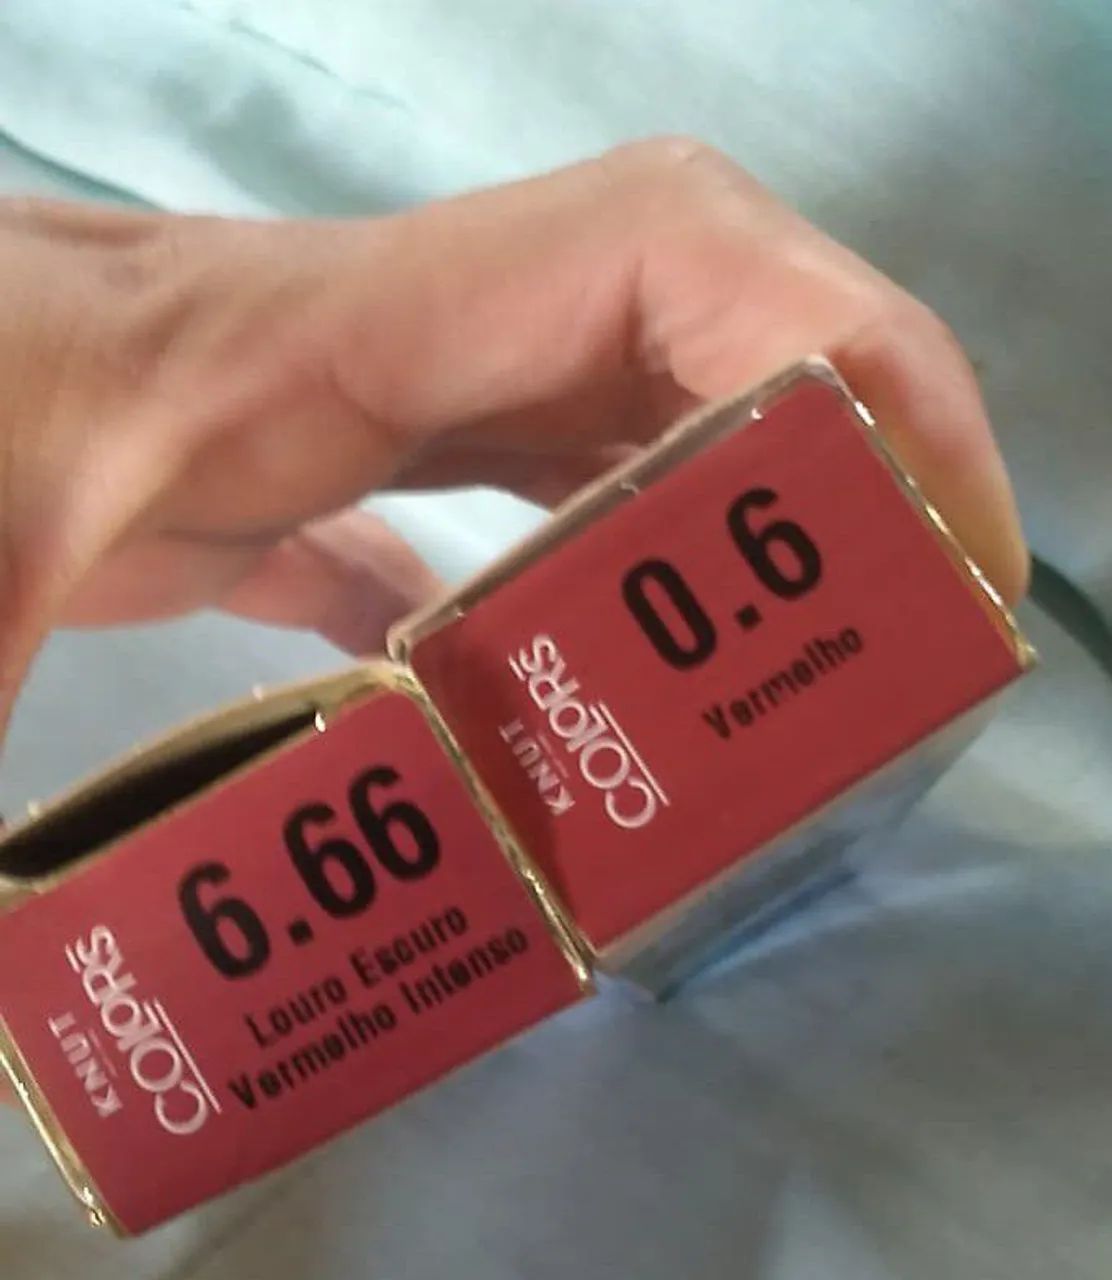 0.6
Vermelho
KNUT
COLORS
6.66
Louro Escuro
Vermelho Intenso
KNUT
COLORS